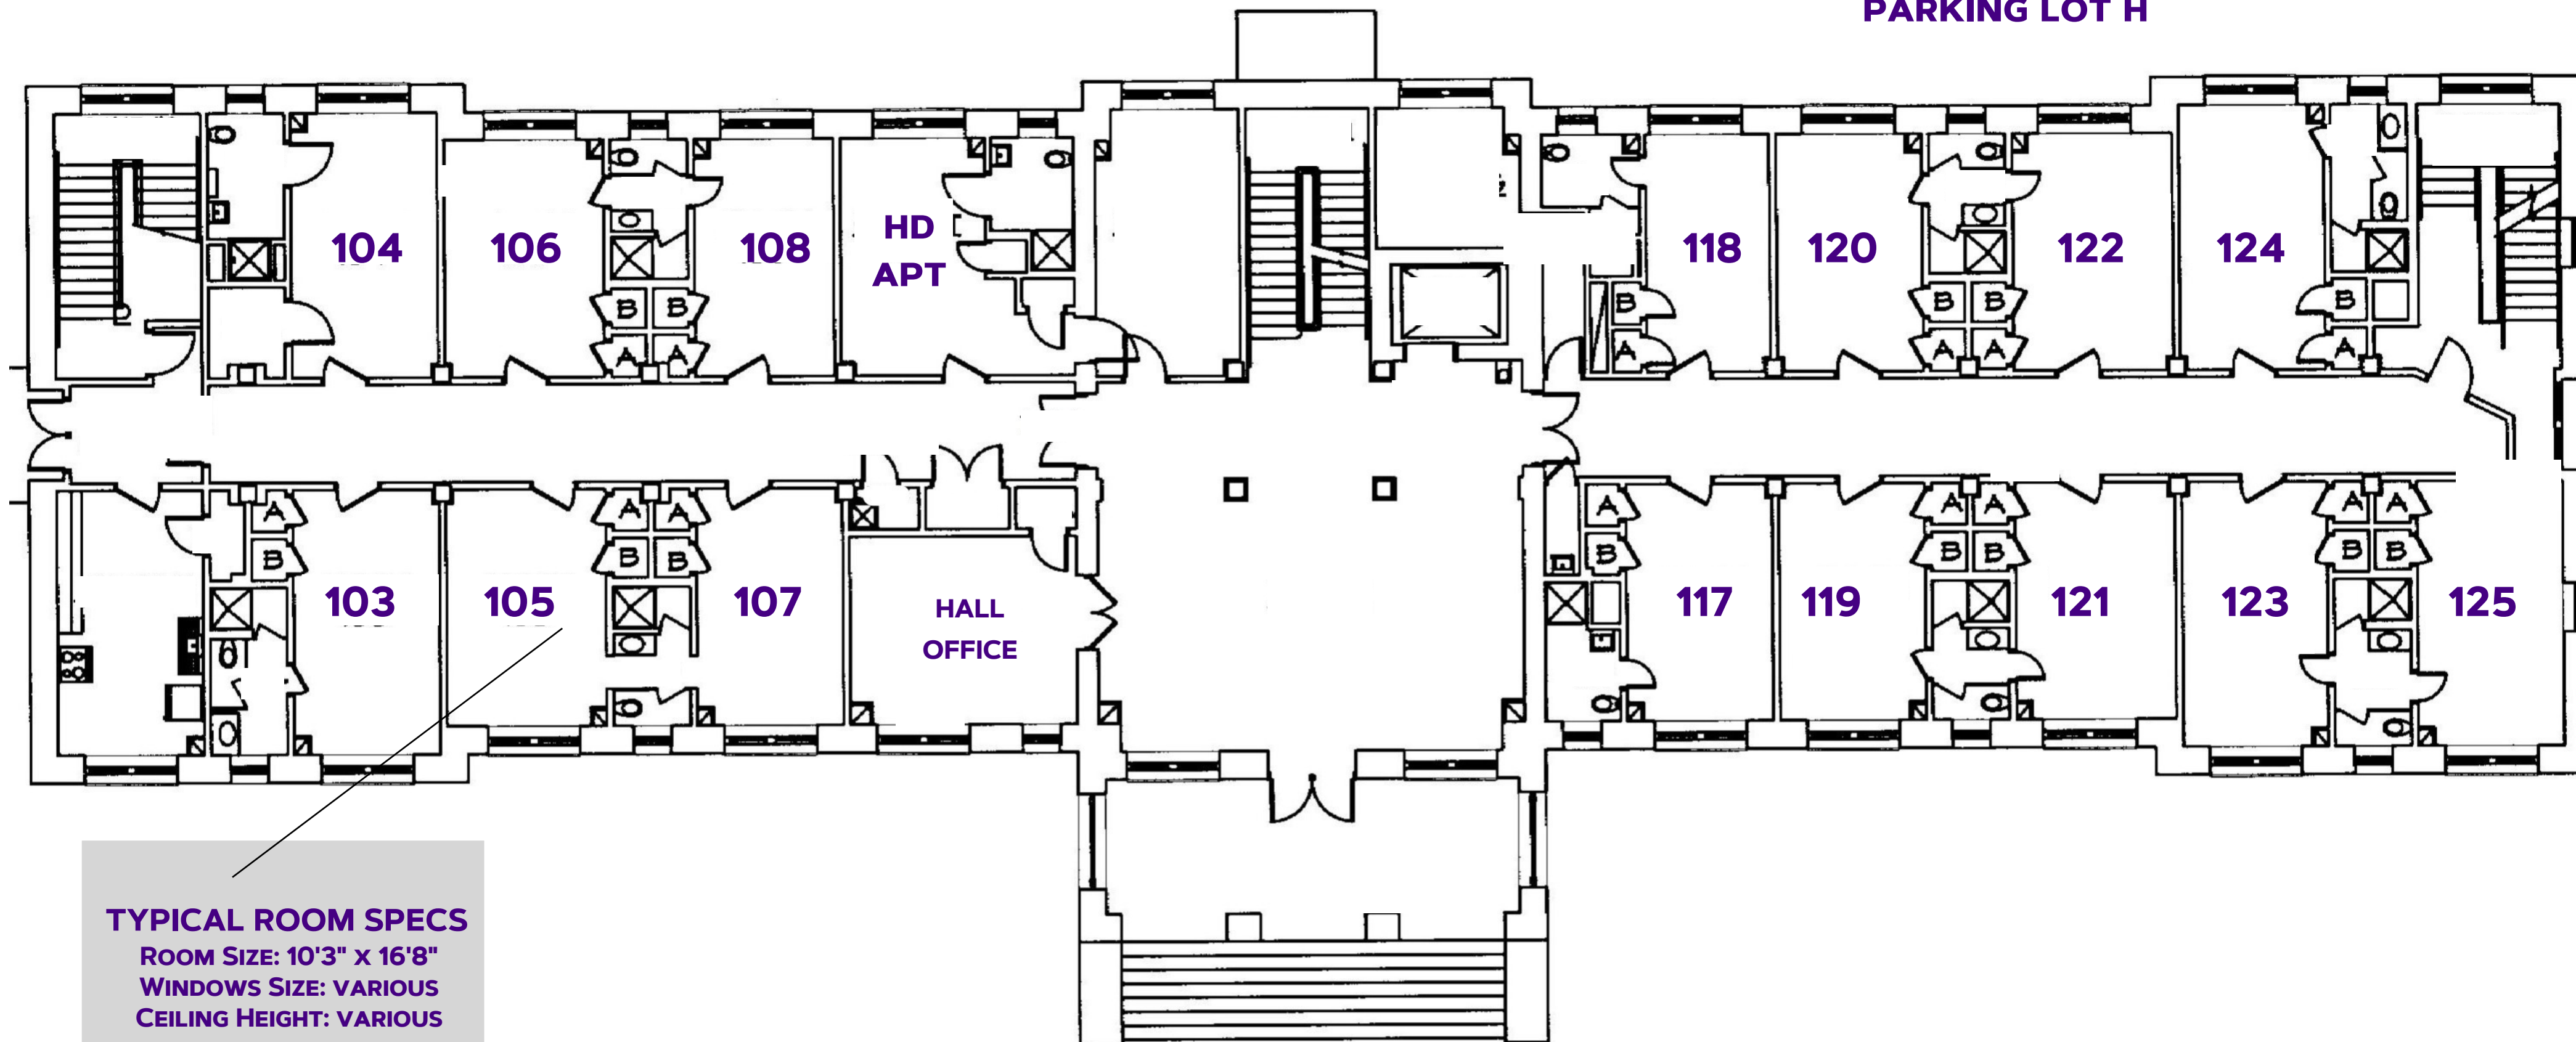 PARKING LOT H
104
106
108
HD
APT
118
120
122
124
B
B
A
A
B
A
B
B
A
A
B
A
A
B
A
A
B
B
A
B
A
A
B
B
A
A
B
B
103
105
107
HALL
OFFICE
117
119
121
123
125
TYPICAL ROOM SPECS
ROOM SIZE: 10'3" X 16'8"
WINDOWS SIZE: VARIOUS
CEILING HEIGHT: VARIOUS